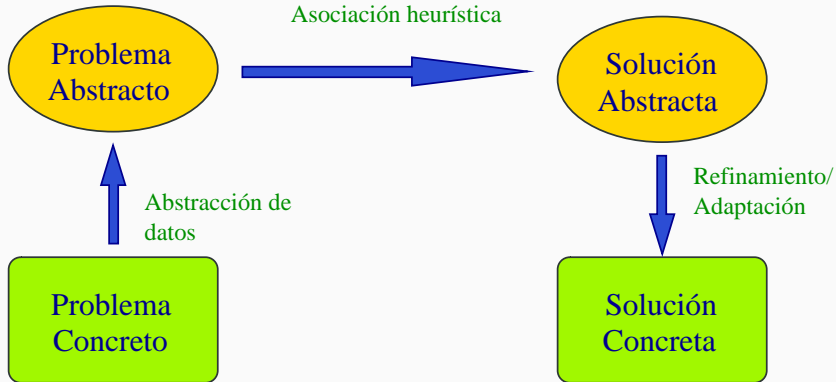 Asociación heurística
Problema
Abstracto
Solución
Abstracta
Abstracción de
datos
Refinamiento/
Adaptación
Problema
Concreto
Solución
Concreta